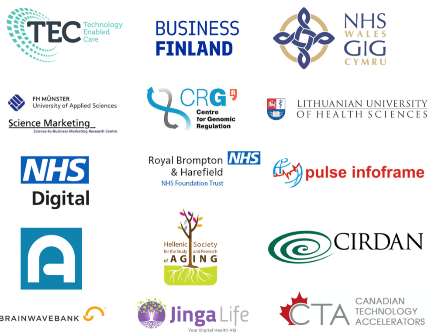 TEC Technology
Enabled
Care
BUSINESS
FINLAND
NHS
WALES
GIG
CYMRU
FH MÜNSTER
University of Applied Sciences
Science Marketing
Science-to-Business Marketing Research Centre
CRG
Centre
for Genomic
Regulation
LITHUANIAN UNIVERSITY
OF HEALTH SCIENCES
NHS
Digital
Royal Brompton NHS
& Harefield
NHS Foundation Trust
pulse infoframe
Hellenic Society
for the Study and Research
of AGING
CIRDAN
BRAINWAVEBANK
Jinga Life
Your Digital Health Ally
CTA CANADIAN
TECHNOLOGY
ACCELERATORS